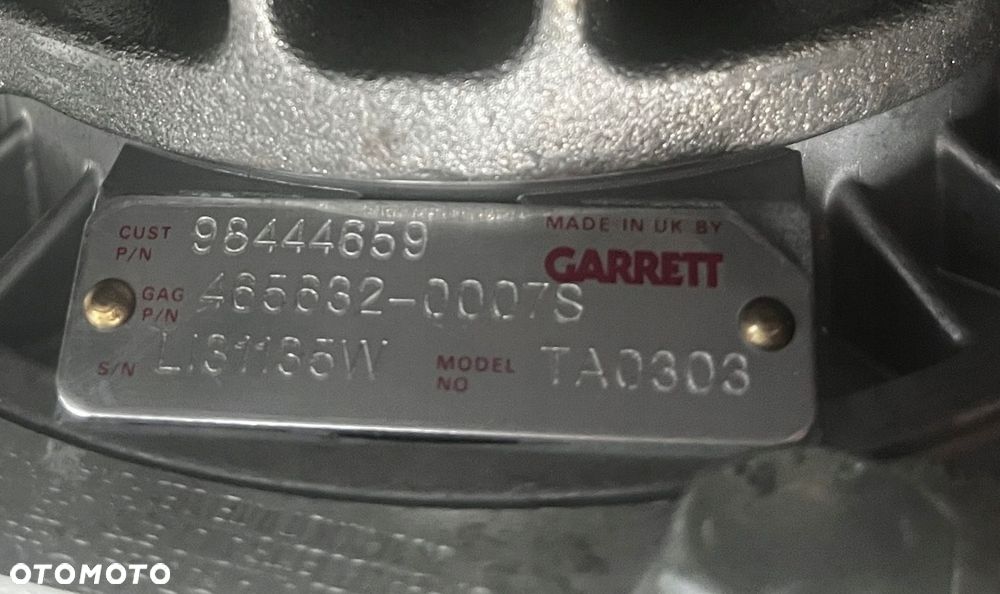 CUST P/N 98444659 MADE IN UK BY
GARRETT
GAG P/N 465632-0007S
S/N LI31135W MODEL NO TA0303
OTOMOTO